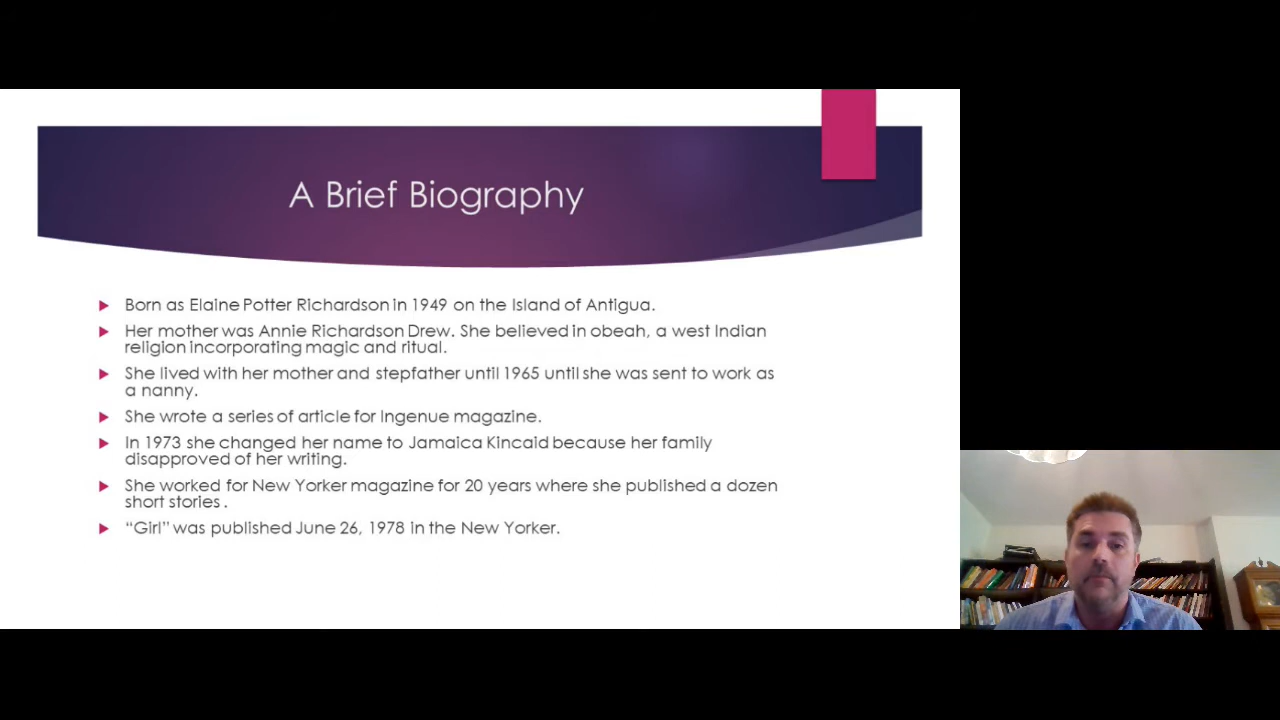 A Brief Biography
Born as Elaine Potter Richardson in 1949 on the Island of Antigua.
Her mother was Annie Richardson Drew. She believed in obeah, a west Indian
religion incorporating magic and ritual.
She lived with her mother and stepfather until 1965 until she was sent to work as
a nanny.
She wrote a series of article for Ingenue magazine.
In 1973 she changed her name to Jamaica Kincaid because her family
disapproved of her writing.
She worked for New Yorker magazine for 20 years where she published a dozen
short stories.
“Girl” was published June 26, 1978 in the New Yorker.